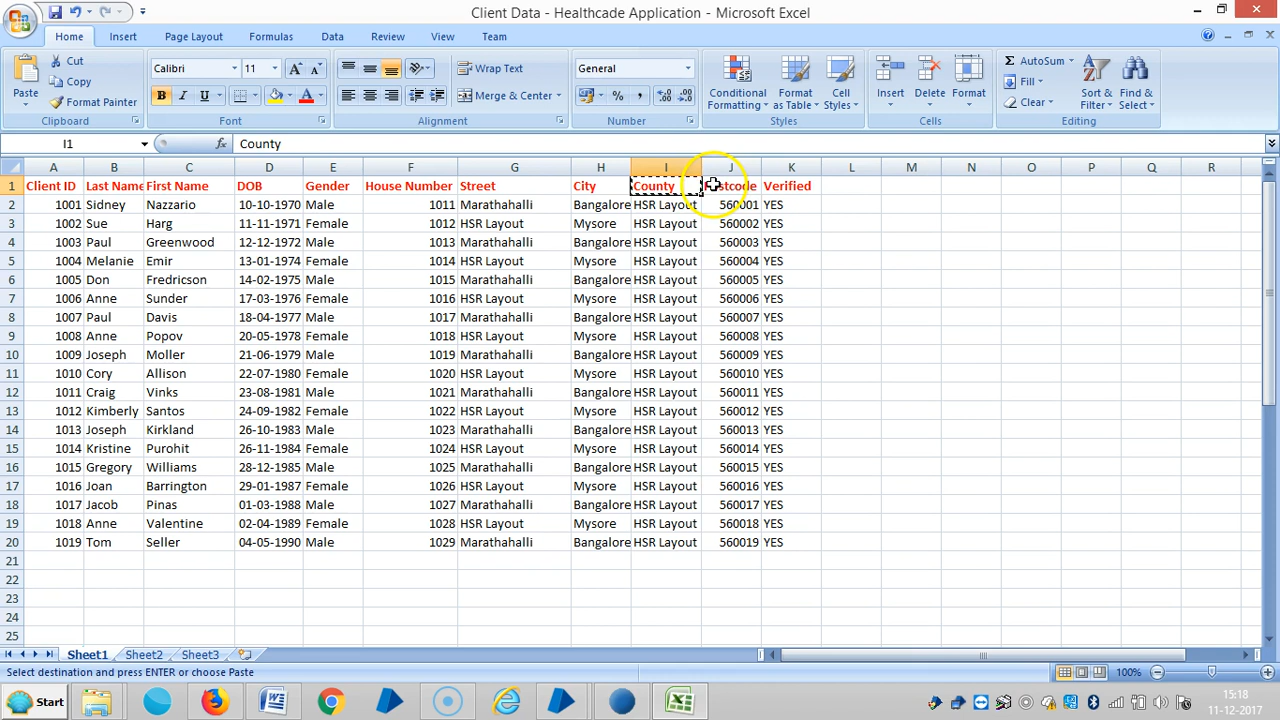 Client Data - Healthcade Application - Microsoft Excel
Home Insert Page Layout Formulas Data Review View Team
Paste Cut Copy Format Painter Clipboard
Calibri 11 B I U A Font
Wrap Text Merge & Center Alignment
General % , Number
Conditional Formatting Format as Table Cell Styles Styles
Insert Delete Format Cells
Σ AutoSum Fill Clear Sort & Filter Find & Select Editing
I1 fx County
A B C D E F G H I J K L M N O P Q R
1 Client ID Last Name First Name DOB Gender House Number Street City County Postcode Verified
2 1001 Sidney Nazzario 10-10-1970 Male 1011 Marathahalli Bangalore HSR Layout 560001 YES
3 1002 Sue Harg 11-11-1971 Female 1012 HSR Layout Mysore HSR Layout 560002 YES
4 1003 Paul Greenwood 12-12-1972 Male 1013 Marathahalli Bangalore HSR Layout 560003 YES
5 1004 Melanie Emir 13-01-1974 Female 1014 HSR Layout Mysore HSR Layout 560004 YES
6 1005 Don Fredricson 14-02-1975 Male 1015 Marathahalli Bangalore HSR Layout 560005 YES
7 1006 Anne Sunder 17-03-1976 Female 1016 HSR Layout Mysore HSR Layout 560006 YES
8 1007 Paul Davis 18-04-1977 Male 1017 Marathahalli Bangalore HSR Layout 560007 YES
9 1008 Anne Popov 20-05-1978 Female 1018 HSR Layout Mysore HSR Layout 560008 YES
10 1009 Joseph Moller 21-06-1979 Male 1019 Marathahalli Bangalore HSR Layout 560009 YES
11 1010 Cory Allison 22-07-1980 Female 1020 HSR Layout Mysore HSR Layout 560010 YES
12 1011 Craig Vinks 23-08-1981 Male 1021 Marathahalli Bangalore HSR Layout 560011 YES
13 1012 Kimberly Santos 24-09-1982 Female 1022 HSR Layout Mysore HSR Layout 560012 YES
14 1013 Joseph Kirkland 26-10-1983 Male 1023 Marathahalli Bangalore HSR Layout 560013 YES
15 1014 Kristine Purohit 26-11-1984 Female 1024 HSR Layout Mysore HSR Layout 560014 YES
16 1015 Gregory Williams 28-12-1985 Male 1025 Marathahalli Bangalore HSR Layout 560015 YES
17 1016 Joan Barrington 29-01-1987 Female 1026 HSR Layout Mysore HSR Layout 560016 YES
18 1017 Jacob Pinas 01-03-1988 Male 1027 Marathahalli Bangalore HSR Layout 560017 YES
19 1018 Anne Valentine 02-04-1989 Female 1028 HSR Layout Mysore HSR Layout 560018 YES
20 1019 Tom Seller 04-05-1990 Male 1029 Marathahalli Bangalore HSR Layout 560019 YES
21
22
23
24
25
Sheet1 Sheet2 Sheet3
Select destination and press ENTER or choose Paste 100%
Start 15:18
11-12-2017